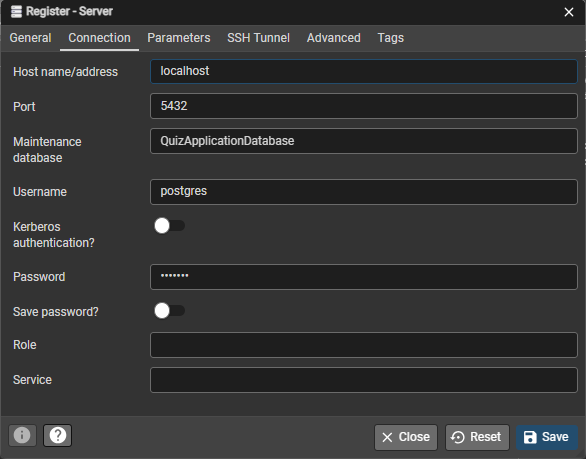 Register - Server
General Connection Parameters SSH Tunnel Advanced Tags
Host name/address localhost
Port 5432
Maintenance database QuizApplicationDatabase
Username postgres
Kerberos authentication?
Password •••••••
Save password?
Role
Service
Close Reset Save